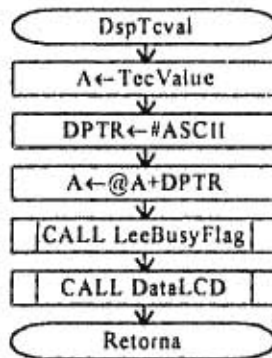 DspTcval
A←TecValue
DPTR←#ASCII
A←@A+DPTR
CALL LeeBusyFlag
CALL DataLCD
Retorna